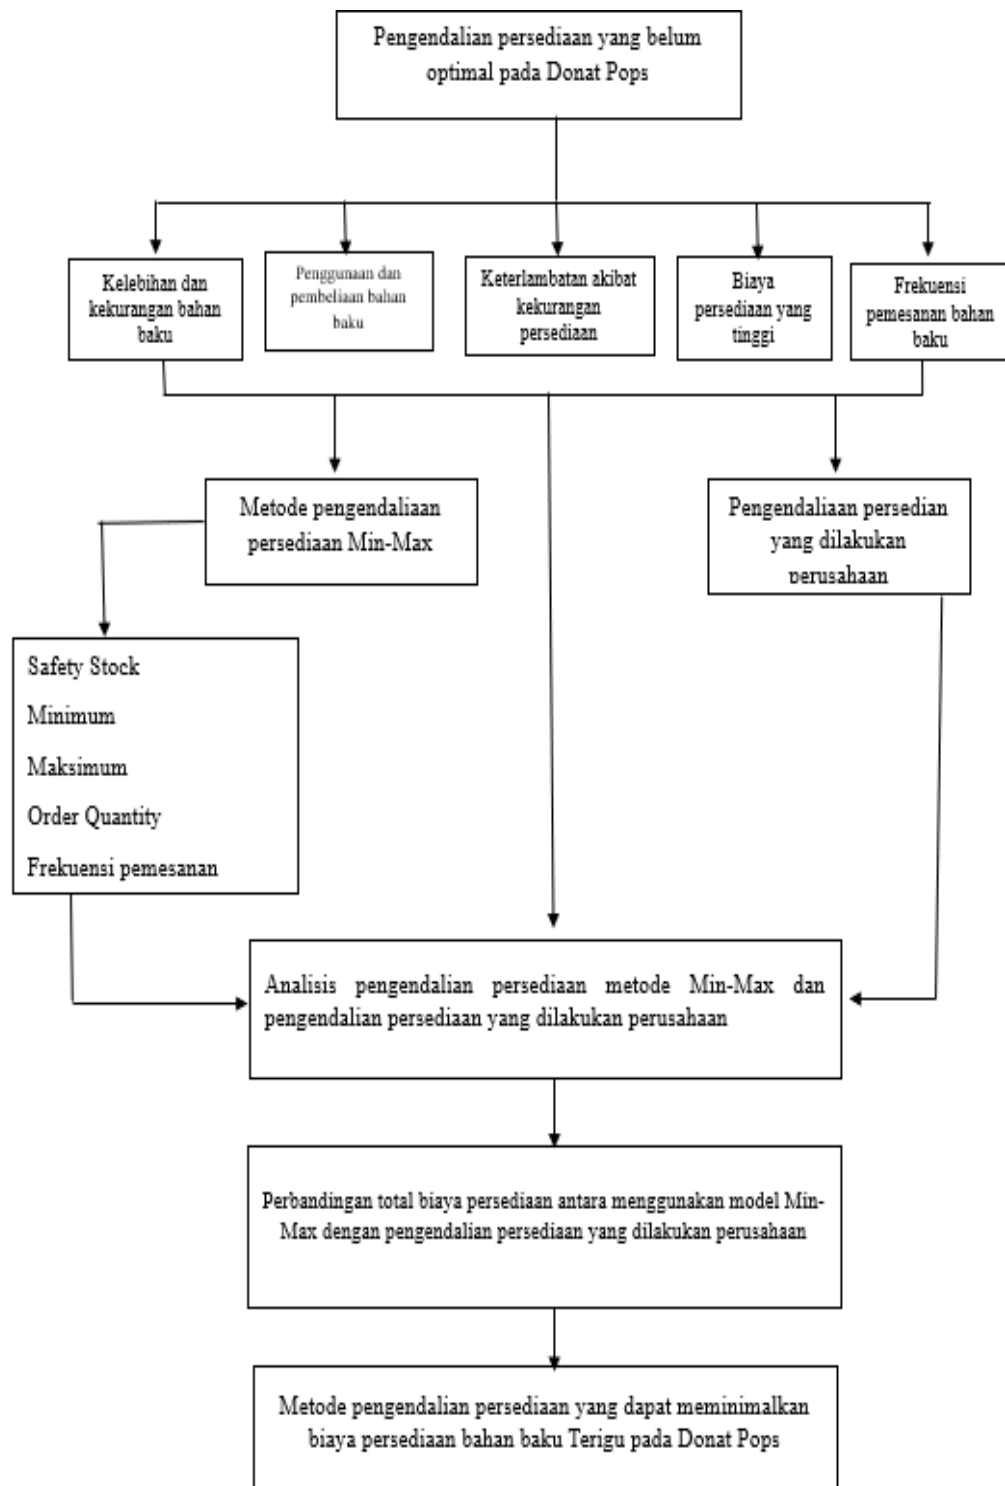 Pengendalian persediaan yang belum
optimal pada Donat Pops
Kelebihan dan
kekurangan bahan
baku
Penggunaan dan
pembeliaan bahan
baku
Keterlambatan akibat
kekurangan
persediaan
Biaya
persediaan yang
tinggi
Frekuensi
pemesanan bahan
baku
Metode pengendaliaan
persediaan Min-Max
Pengendaliaan persedian
yang dilakukan
perusahaan
Safety Stock
Minimum
Maksimum
Order Quantity
Frekuensi pemesanan
Analisis pengendalian persediaan metode Min-Max dan
pengendalian persediaan yang dilakukan perusahaan
Perbandingan total biaya persediaan antara menggunakan model Min-
Max dengan pengendalian persediaan yang dilakukan perusahaan
Metode pengendalian persediaan yang dapat meminimalkan
biaya persediaan bahan baku Terigu pada Donat Pops